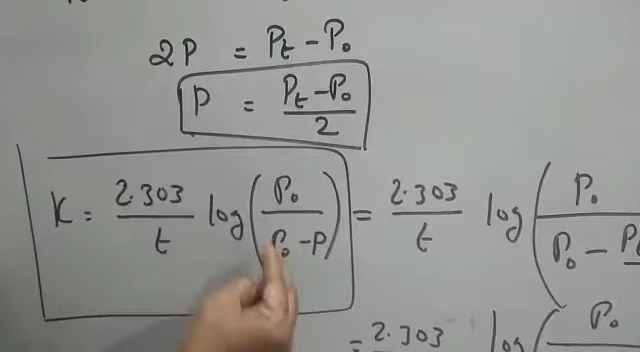 2P = Pt - P₀
P = (Pt - P₀)/2
K = 2.303/t log(P₀/(P₀ - P)) = 2.303/t log(P₀/(P₀ - P
= 2.303 log(P₀